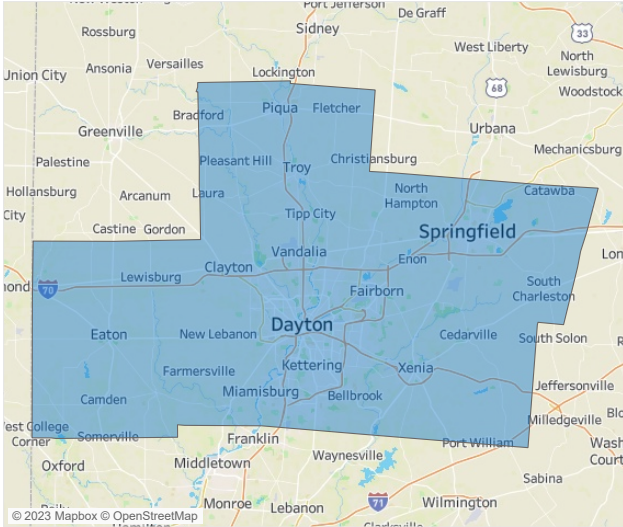 Port Jefferson
De Graff
Rossburg
Sidney
33
Versailles
West Liberty
North
Lewisburg
Union City
Ansonia
Lockington
68
Woodstock
Bradford
Piqua
Fletcher
Greenville
Urbana
Mechanicsburg
Palestine
Pleasant Hill
Troy
Christiansburg
Hollansburg
Arcanum
Laura
North
Hampton
Catawba
City
Tipp City
Castine
Gordon
Springfield
Vandalia
Enon
Clayton
Lewisburg
70
Fairborn
South
Charleston
Dayton
Eaton
New Lebanon
Cedarville
South Solon
Farmersville
Kettering
Xenia
Jeffersonville
Camden
Miamisburg
Bellbrook
Milledgeville
West College
Corner
Somerville
Franklin
Port William
Oxford
Middletown
Waynesville
Sabina
Monroe
Lebanon
71
Wilmington
© 2023 Mapbox © OpenStreetMap